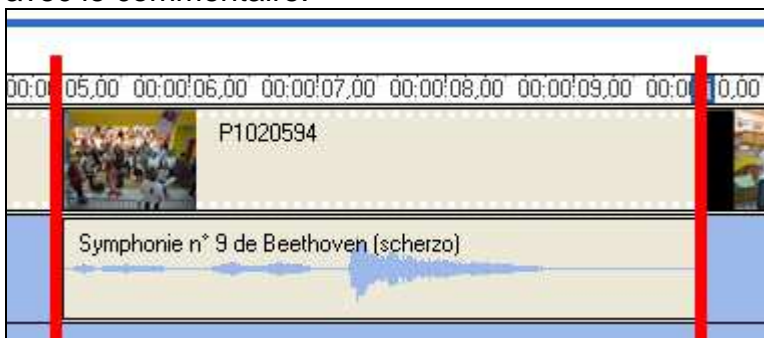 avec le commentaire.
00:00:05,00 00:00:06,00 00:00:07,00 00:00:08,00 00:00:09,00 00:00:10,00
P1020594
Symphonie n° 9 de Beethoven (scherzo)